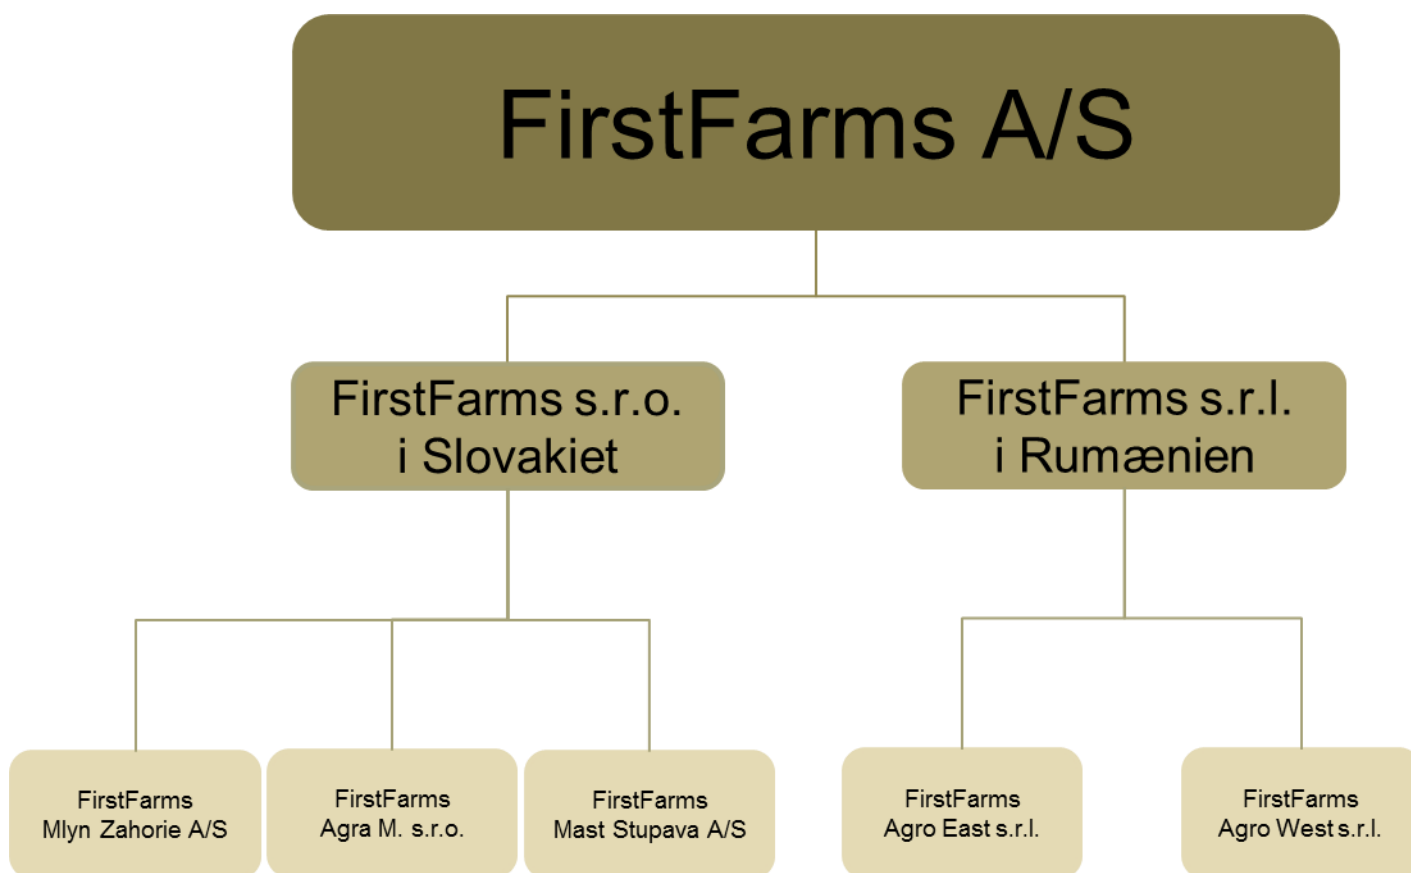 FirstFarms A/S
FirstFarms s.r.o.
i Slovakiet
FirstFarms s.r.l.
i Rumænien
FirstFarms
Mlyn Zahorie A/S
FirstFarms
Agra M. s.r.o.
FirstFarms
Mast Stupava A/S
FirstFarms
Agro East s.r.l.
FirstFarms
Agro West s.r.l.